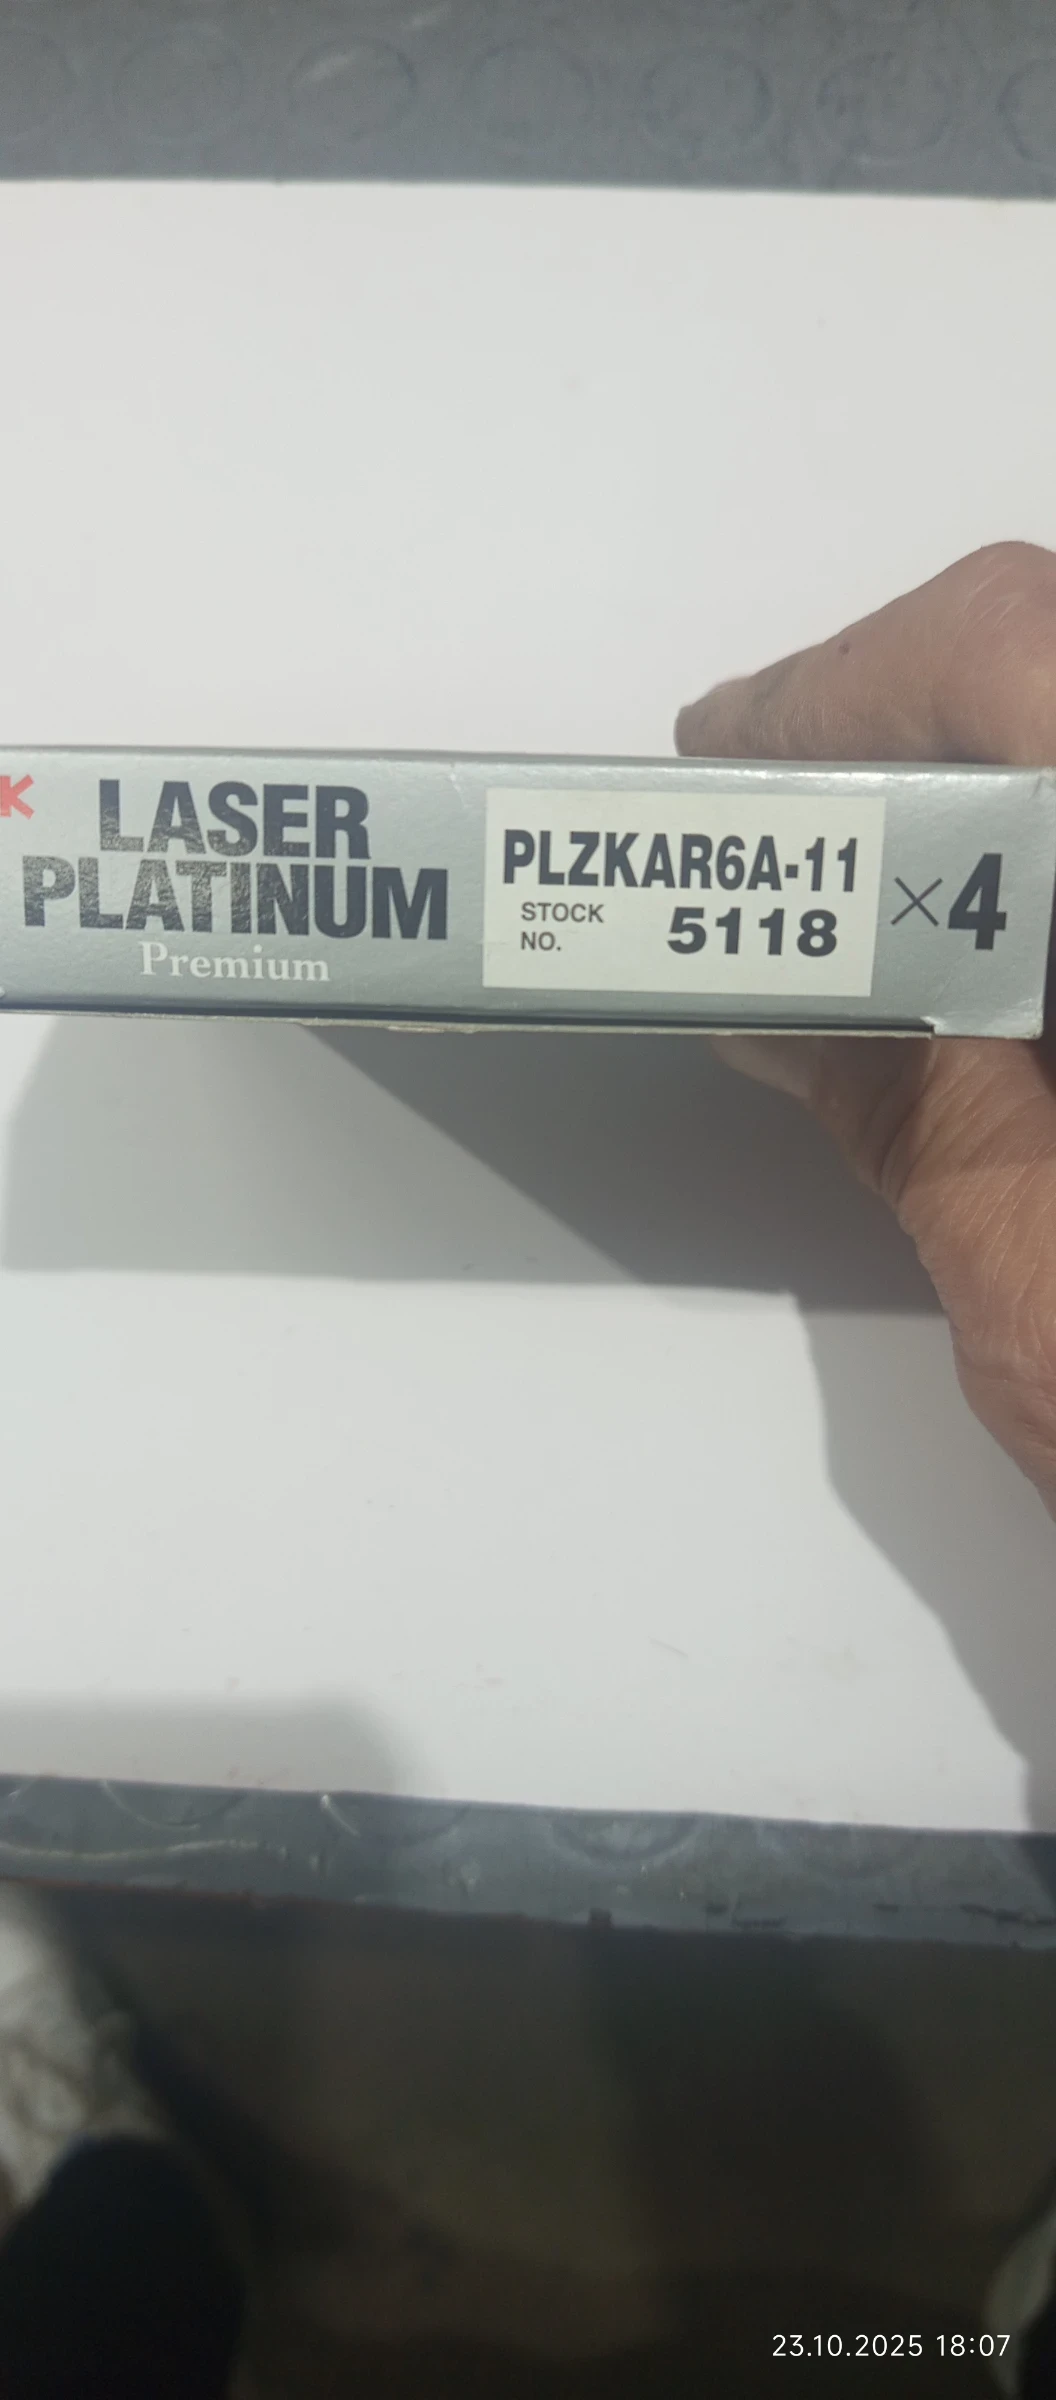 K
LASER
PLATINUM
Premium
PLZKAR6A-11
STOCK
NO.
5118
×4
23.10.2025 18:07